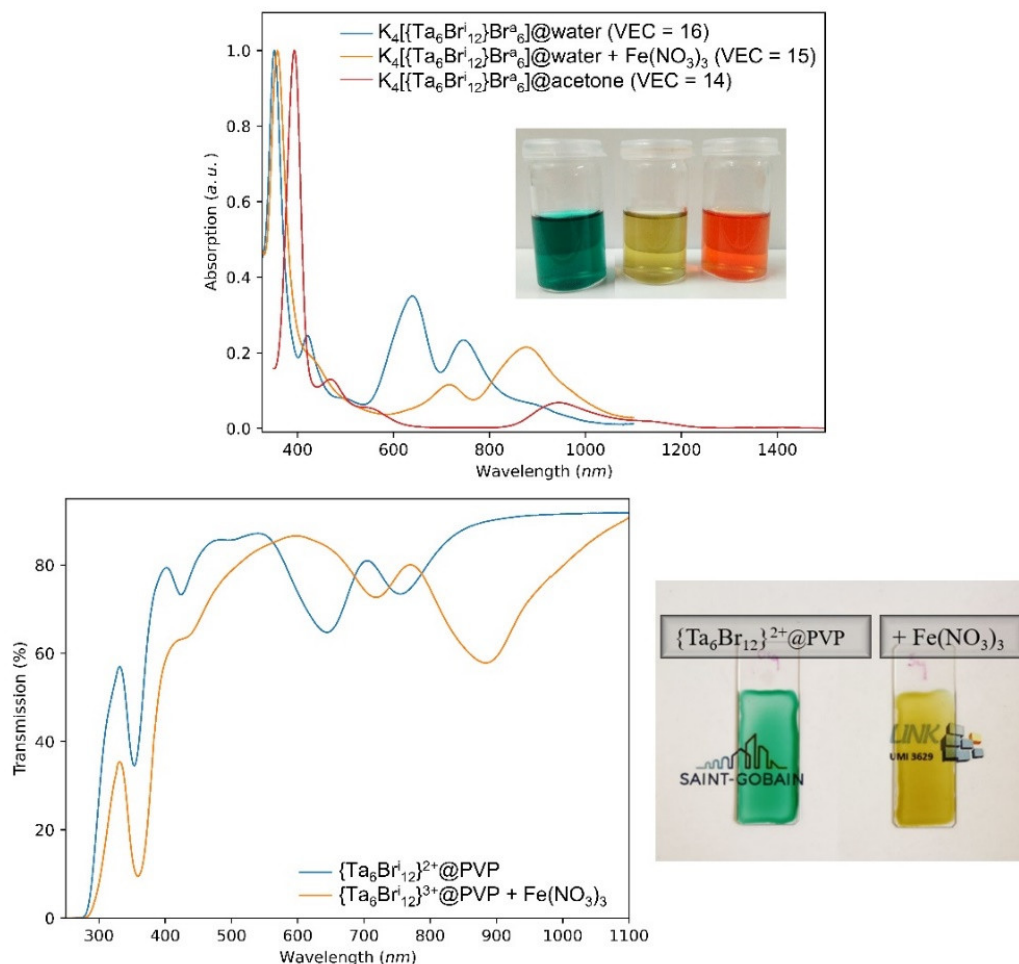 K₄[{Ta₆Brⁱ₁₂}Brᵃ₆]@water (VEC = 16)
K₄[{Ta₆Brⁱ₁₂}Brᵃ₆]@water + Fe(NO₃)₃ (VEC = 15)
K₄[{Ta₆Brⁱ₁₂}Brᵃ₆]@acetone (VEC = 14)
1.0
0.8
0.6
0.4
0.2
0.0
Absorption (a.u.)
400 600 800 1000 1200 1400
Wavelength (nm)
80
60
40
20
0
Transmission (%)
{Ta₆Brⁱ₁₂}²⁺@PVP
{Ta₆Brⁱ₁₂}³⁺@PVP + Fe(NO₃)₃
300 400 500 600 700 800 900 1000 1100
Wavelength (nm)
{Ta₆Br₁₂}²⁺@PVP
+ Fe(NO₃)₃
SAINT-GOBAIN
LINK
UMI 3629